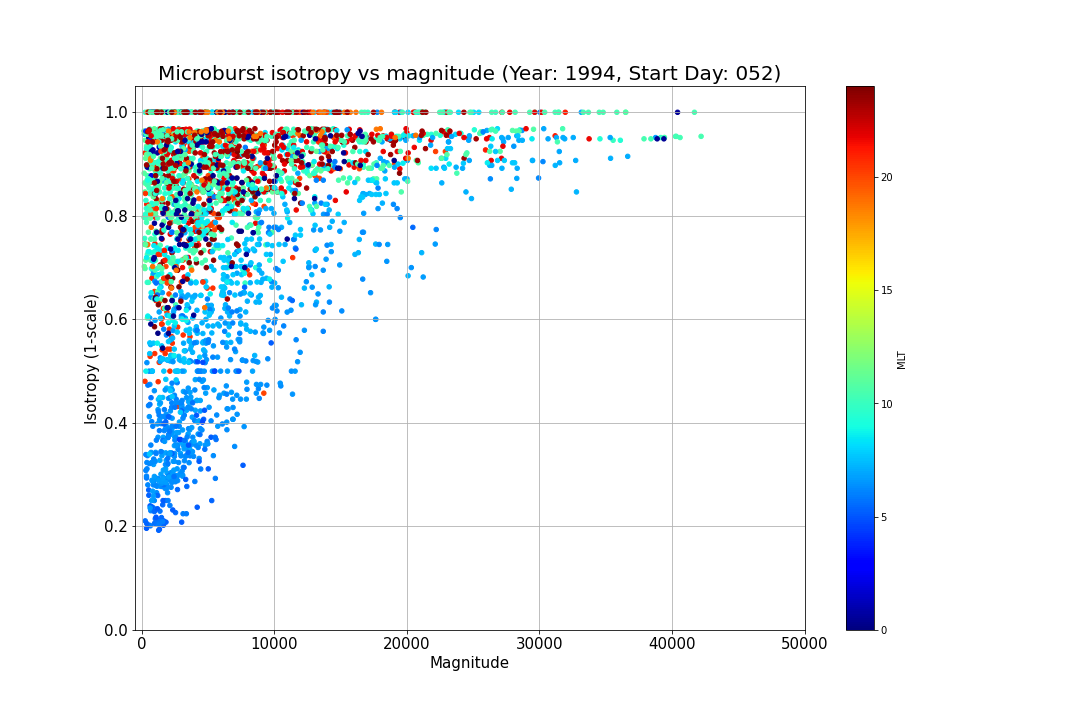 Microburst isotropy vs magnitude (Year: 1994, Start Day: 052)
1.0
0.8
0.6
0.4
0.2
0.0
Isotropy (1-scale)
0 10000 20000 30000 40000 50000
Magnitude
20
15
10
5
0
MLT